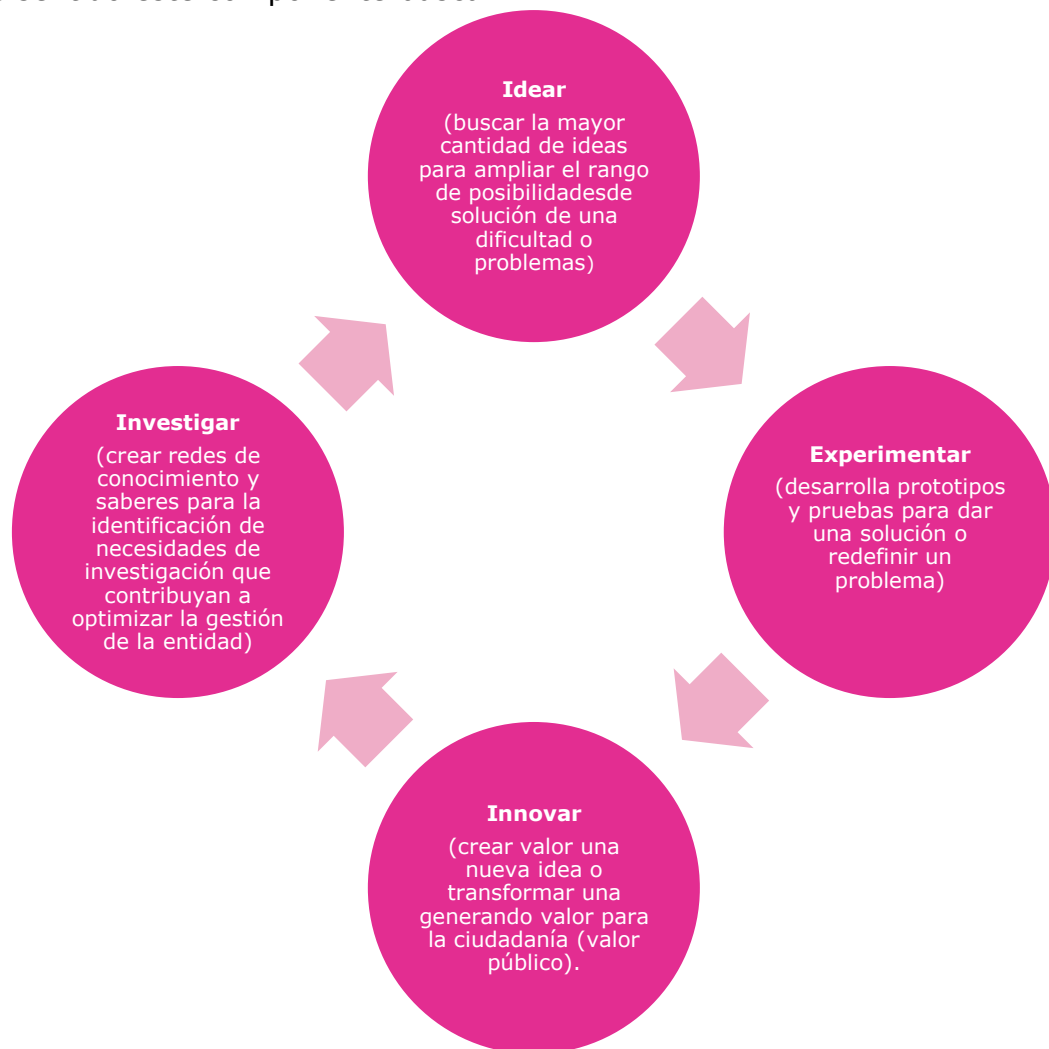 Idear
(buscar la mayor
cantidad de ideas
para ampliar el rango
de posibilidadesde
solución de una
dificultad o
problemas)
Experimentar
(desarrolla prototipos
y pruebas para dar
una solución o
redefinir un
problema)
Innovar
(crear valor una
nueva idea o
transformar una
generando valor para
la ciudadanía (valor
público).
Investigar
(crear redes de
conocimiento y
saberes para la
identificación de
necesidades de
investigación que
contribuyan a
optimizar la gestión
de la entidad)